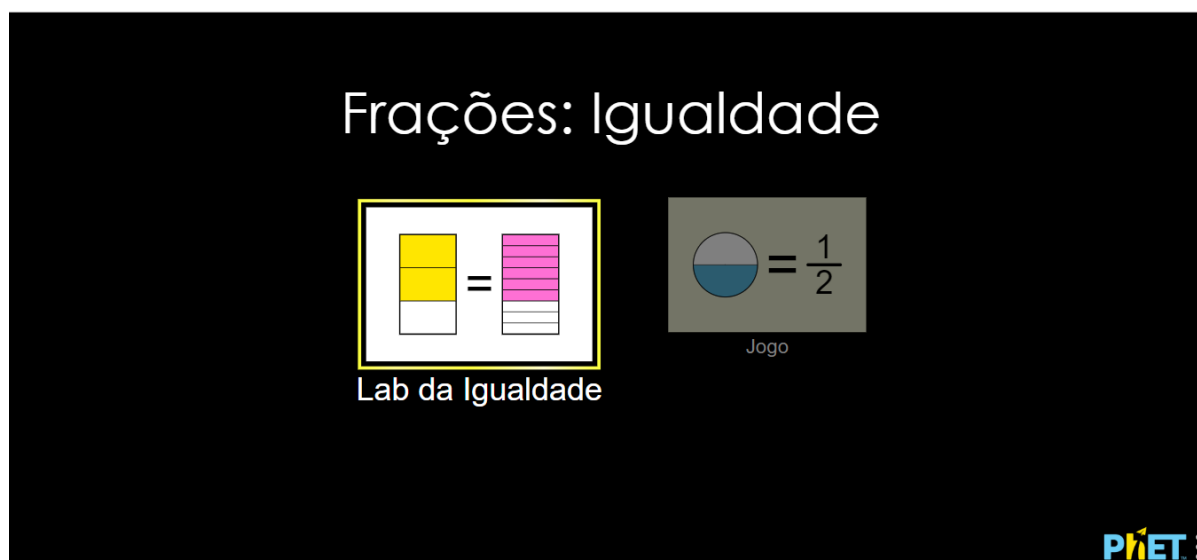 Frações: Igualdade
=
= 1/2
Lab da Igualdade
Jogo
PhET